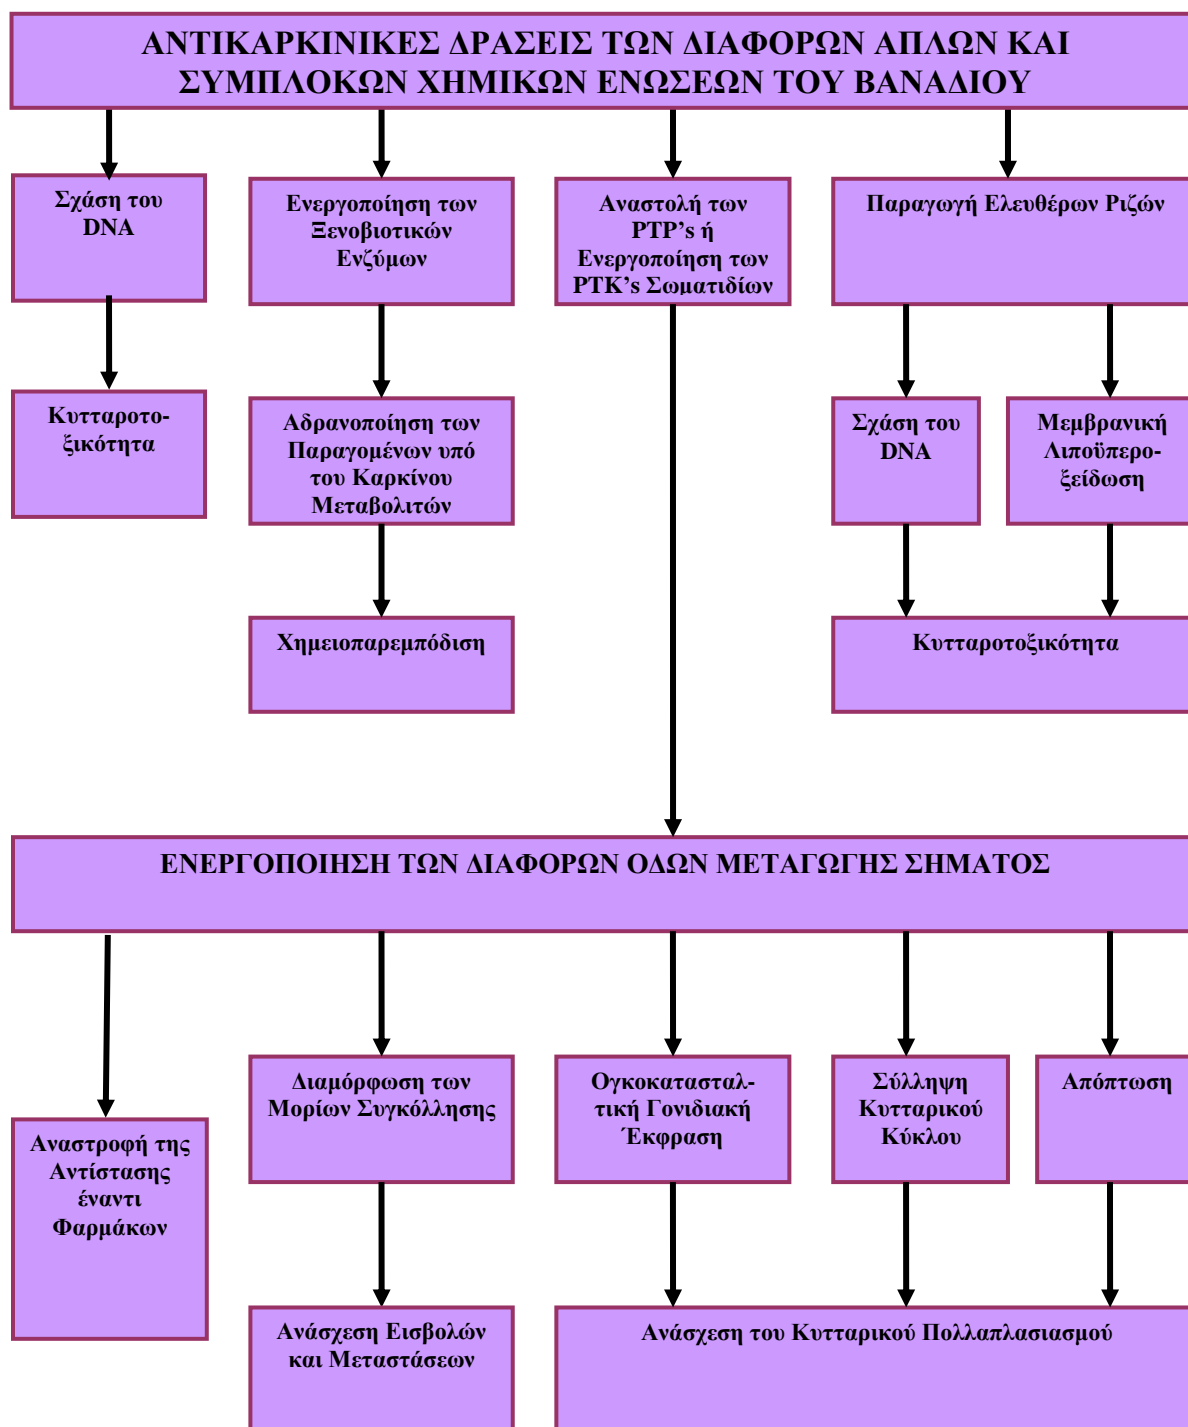 ΑΝΤΙΚΑΡΚΙΝΙΚΕΣ ΔΡΑΣΕΙΣ ΤΩΝ ΔΙΑΦΟΡΩΝ ΑΠΛΩΝ ΚΑΙ
ΣΥΜΠΛΟΚΩΝ ΧΗΜΙΚΩΝ ΕΝΩΣΕΩΝ ΤΟΥ ΒΑΝΑΔΙΟΥ
Σχάση του
DNA
Ενεργοποίηση των
Ξενοβιοτικών
Ενζύμων
Αναστολή των
PTP's ή
Ενεργοποίηση των
PTK's Σωματιδίων
Παραγωγή Ελευθέρων Ριζών
Κυτταροτο-
ξικότητα
Αδρανοποίηση των
Παραγομένων υπό
του Καρκίνου
Μεταβολιτών
Σχάση του
DNA
Μεμβρανική
Λιποϋπερο-
ξείδωση
Χημειοπαρεμπόδιση
Κυτταροτοξικότητα
ΕΝΕΡΓΟΠΟΙΗΣΗ ΤΩΝ ΔΙΑΦΟΡΩΝ ΟΔΩΝ ΜΕΤΑΓΩΓΗΣ ΣΗΜΑΤΟΣ
Αναστροφή της
Αντίστασης
έναντι
Φαρμάκων
Διαμόρφωση των
Μορίων Συγκόλλησης
Ογκοκατασταλ-
τική Γονιδιακή
Έκφραση
Σύλληψη
Κυτταρικού
Κύκλου
Απόπτωση
Ανάσχεση Εισβολών
και Μεταστάσεων
Ανάσχεση του Κυτταρικού Πολλαπλασιασμού